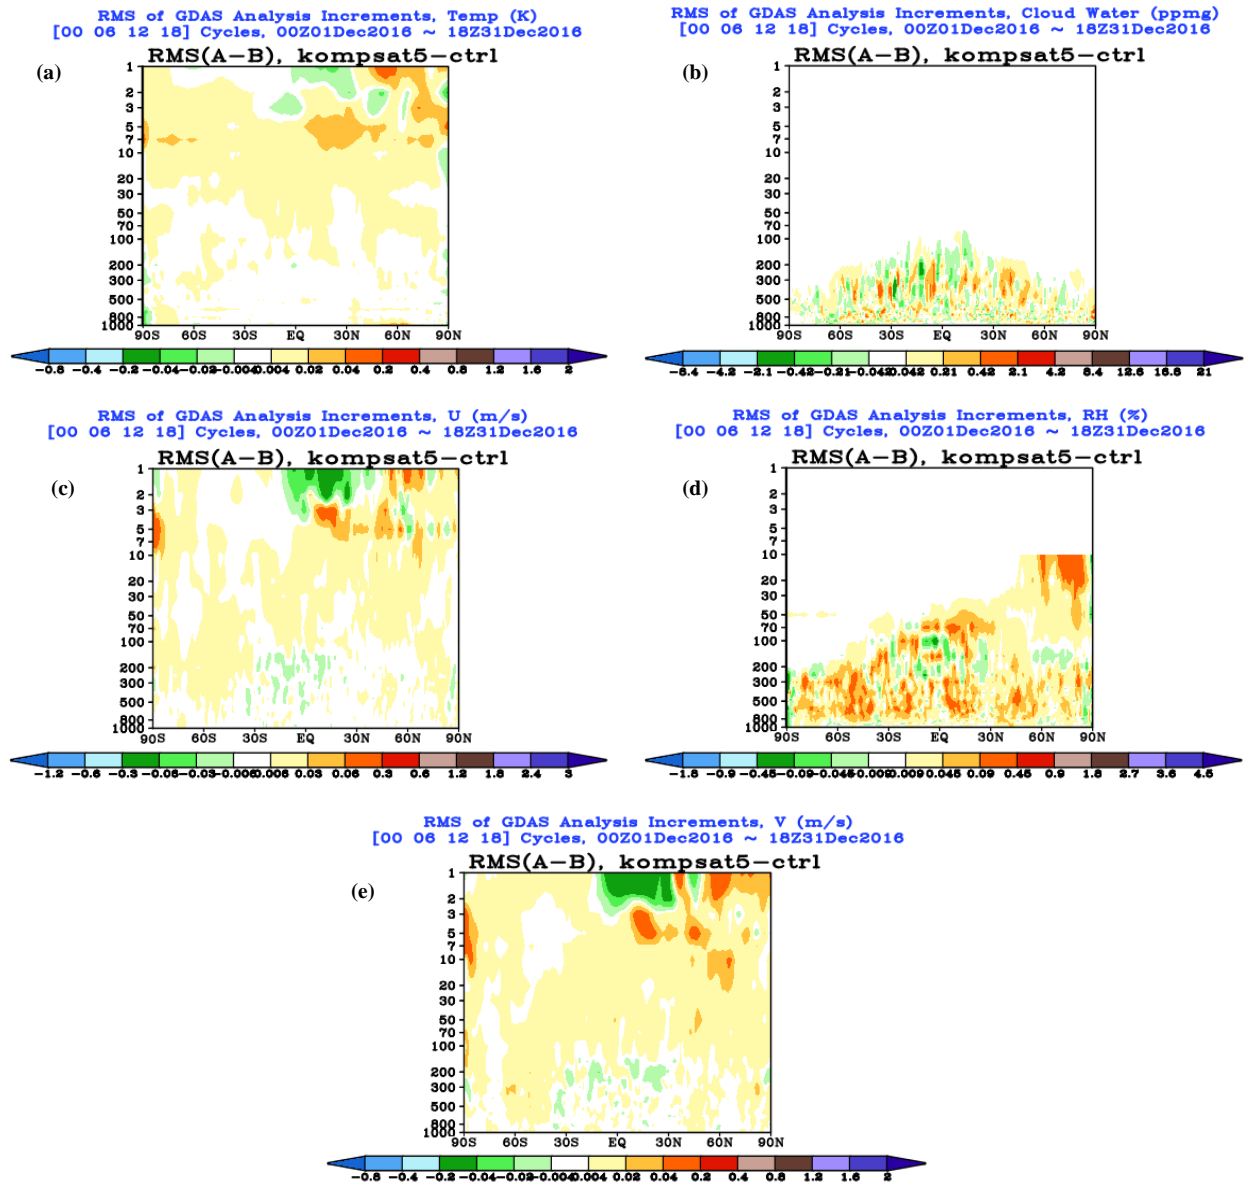 RMS of GDAS Analysis Increments, Temp (K)
[00 06 12 18] Cycles, 00Z01Dec2016 ~ 18Z31Dec2016
RMS(A-B), kompsat5-ctrl
(a)
1
2
3
5
7
10
20
30
50
70
100
200
300
500
800
1000
90S 60S 30S EQ 30N 60N 90N
-0.8 -0.4 -0.2 -0.04 -0.02 -0.004 0.004 0.02 0.04 0.2 0.4 0.8 1.2 1.6 2
RMS of GDAS Analysis Increments, Cloud Water (ppmg)
[00 06 12 18] Cycles, 00Z01Dec2016 ~ 18Z31Dec2016
RMS(A-B), kompsat5-ctrl
(b)
1
2
3
5
7
10
20
30
50
70
100
200
300
500
800
1000
90S 60S 30S EQ 30N 60N 90N
-8.4 -4.2 -2.1 -0.42 -0.21 -0.042 0.042 0.21 0.42 2.1 4.2 8.4 12.6 16.8 21
RMS of GDAS Analysis Increments, U (m/s)
[00 06 12 18] Cycles, 00Z01Dec2016 ~ 18Z31Dec2016
RMS(A-B), kompsat5-ctrl
(c)
1
2
3
5
7
10
20
30
50
70
100
200
300
500
800
1000
90S 60S 30S EQ 30N 60N 90N
-1.2 -0.6 -0.3 -0.06 -0.03 -0.006 0.006 0.03 0.06 0.3 0.6 1.2 1.8 2.4 3
RMS of GDAS Analysis Increments, RH (%)
[00 06 12 18] Cycles, 00Z01Dec2016 ~ 18Z31Dec2016
RMS(A-B), kompsat5-ctrl
(d)
1
2
3
5
7
10
20
30
50
70
100
200
300
500
800
1000
90S 60S 30S EQ 30N 60N 90N
-1.8 -0.9 -0.45 -0.09 -0.045 -0.009 0.009 0.045 0.09 0.45 0.9 1.8 2.7 3.6 4.5
RMS of GDAS Analysis Increments, V (m/s)
[00 06 12 18] Cycles, 00Z01Dec2016 ~ 18Z31Dec2016
RMS(A-B), kompsat5-ctrl
(e)
1
2
3
5
7
10
20
30
50
70
100
200
300
500
800
1000
90S 60S 30S EQ 30N 60N 90N
-0.8 -0.4 -0.2 -0.04 -0.02 -0.004 0.004 0.02 0.04 0.2 0.4 0.8 1.2 1.6 2